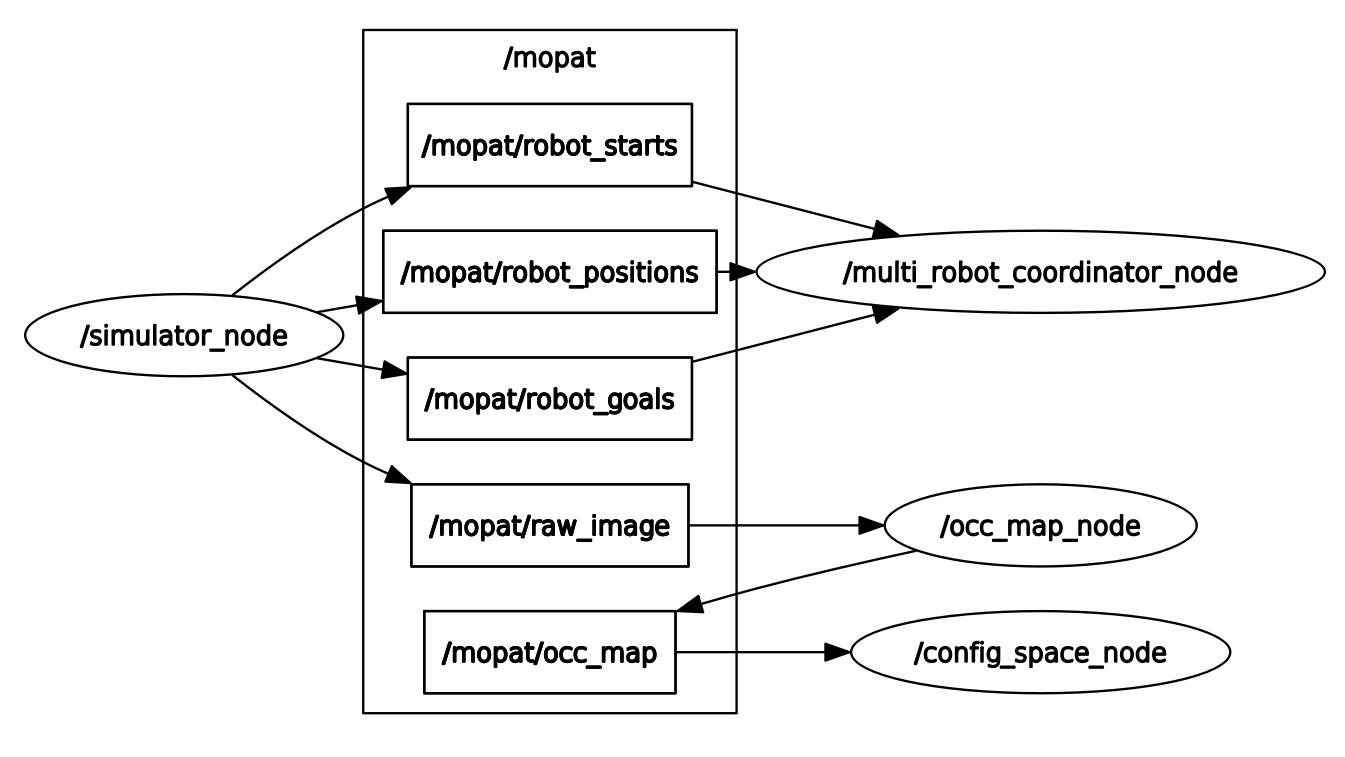 /mopat
/mopat/robot_starts
/mopat/robot_positions
/multi_robot_coordinator_node
/simulator_node
/mopat/robot_goals
/mopat/raw_image
/occ_map_node
/mopat/occ_map
/config_space_node